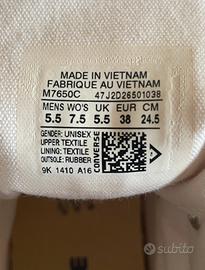 MADE IN VIETNAM
FABRIQUE AU VIETNAM
M7650C 47J2D26501038
MENS WO'S UK EUR CM
5.5 7.5 5.5 38 24.5
GENDER: UNISEX
UPPER: TEXTILE
LINING: TEXTILE
OUTSOLE: RUBBER
9K 1410 A16
CONVERSE
subito